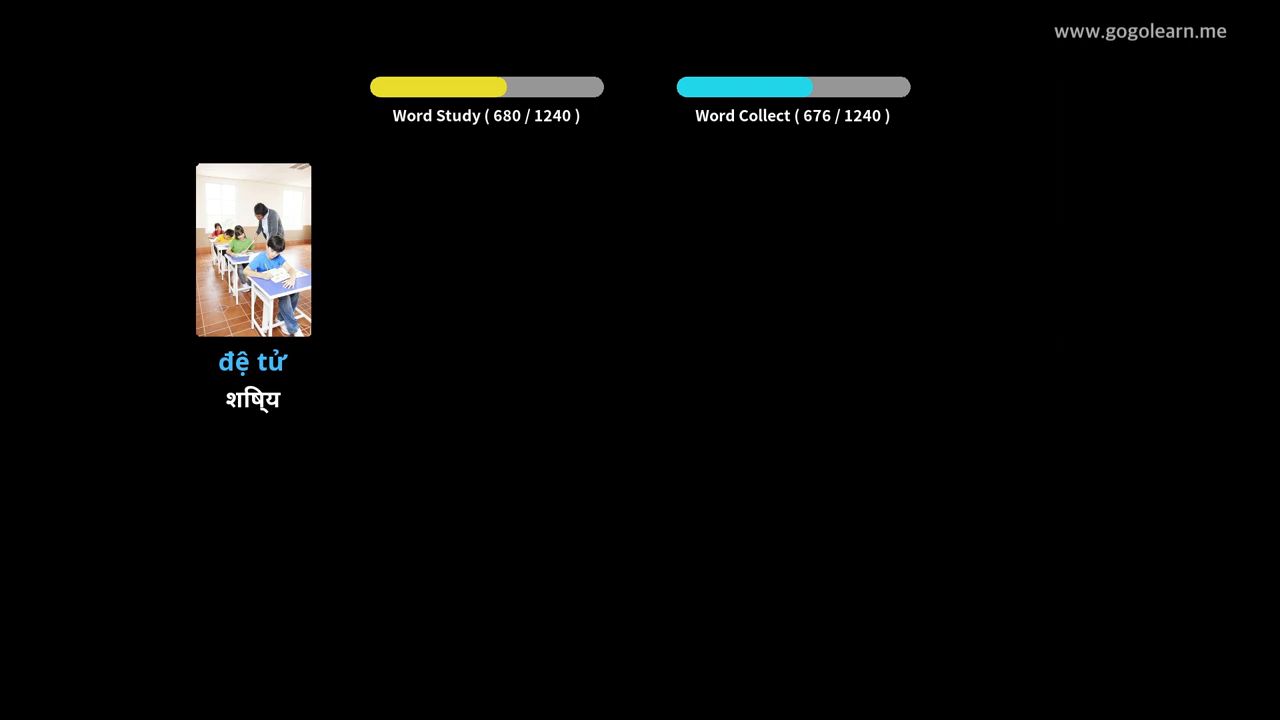 www.gogolearn.me
Word Study ( 680 / 1240 )
Word Collect ( 676 / 1240 )
đệ tử
शिष्य